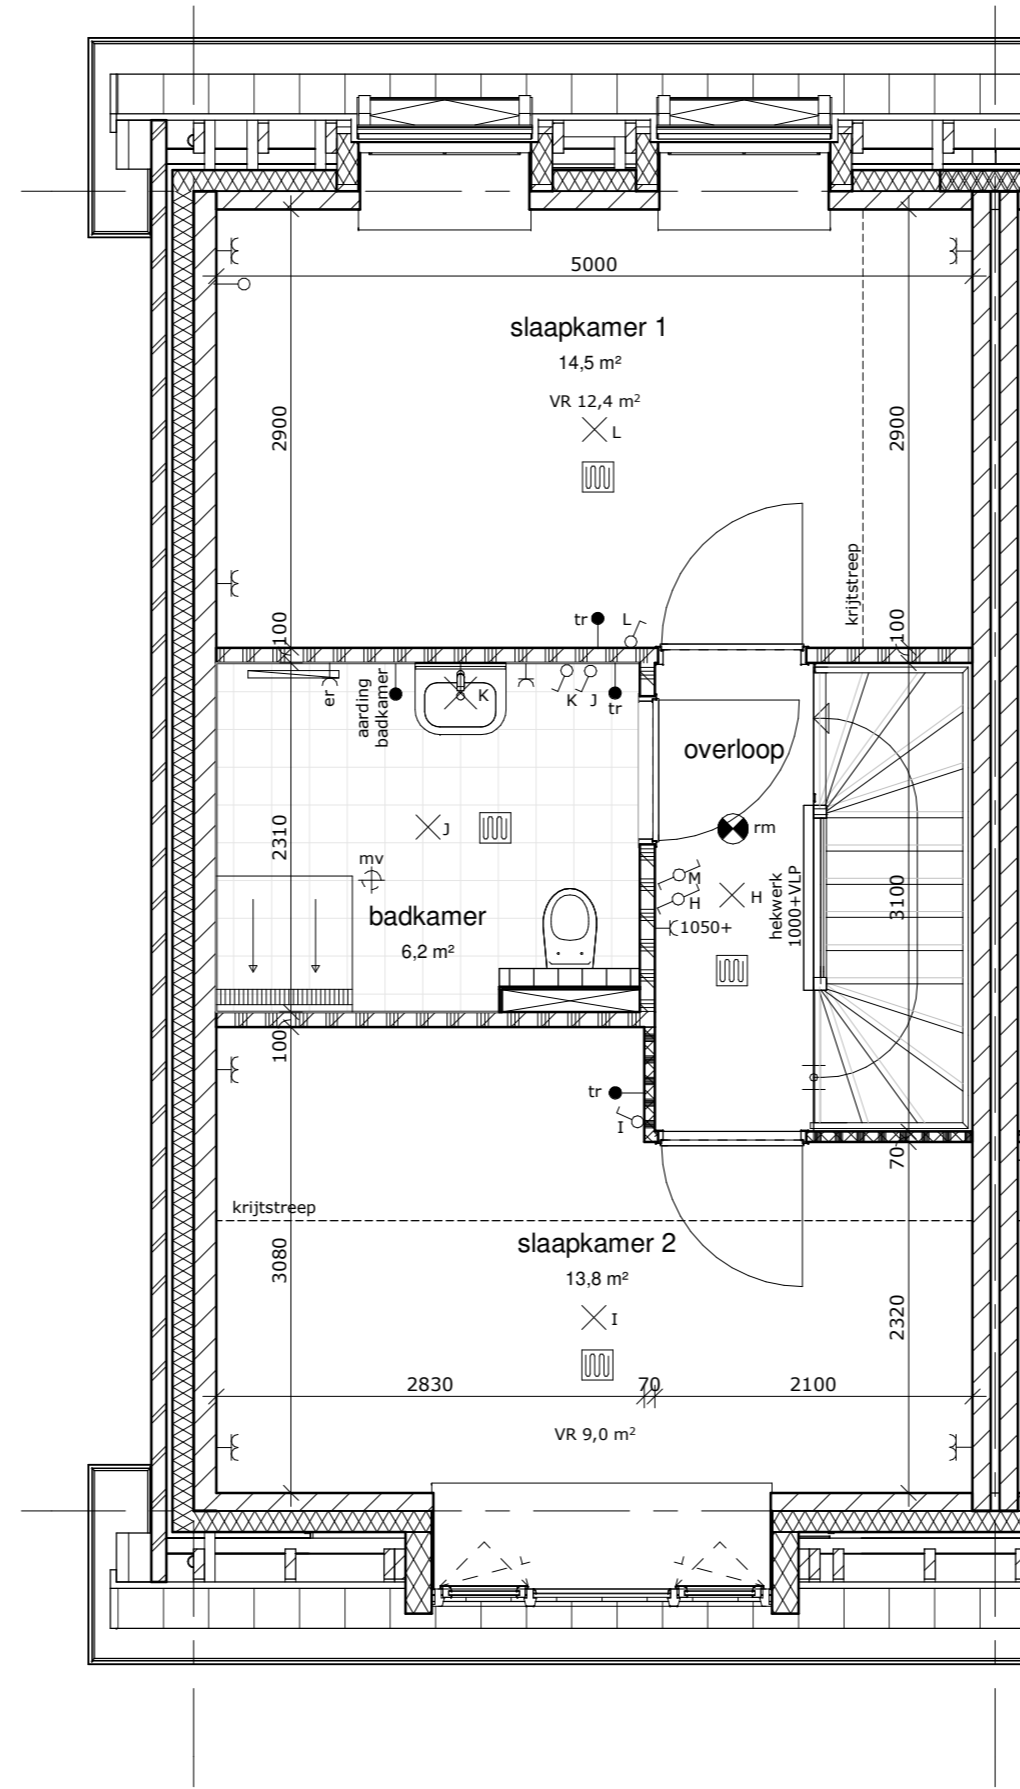 5000
slaapkamer 1
14,5 m²
VR 12,4 m²
L
2900
2900
krijtstreep
100
tr
L
100
er
aarding
badkamer
K
K
J
tr
overloop
2310
J
mv
rm
M
H
H
1050+
hekwerk
1000+VLP
3100
badkamer
6,2 m²
100
tr
I
70
krijtstreep
slaapkamer 2
13,8 m²
3080
I
2320
2830
70
2100
VR 9,0 m²